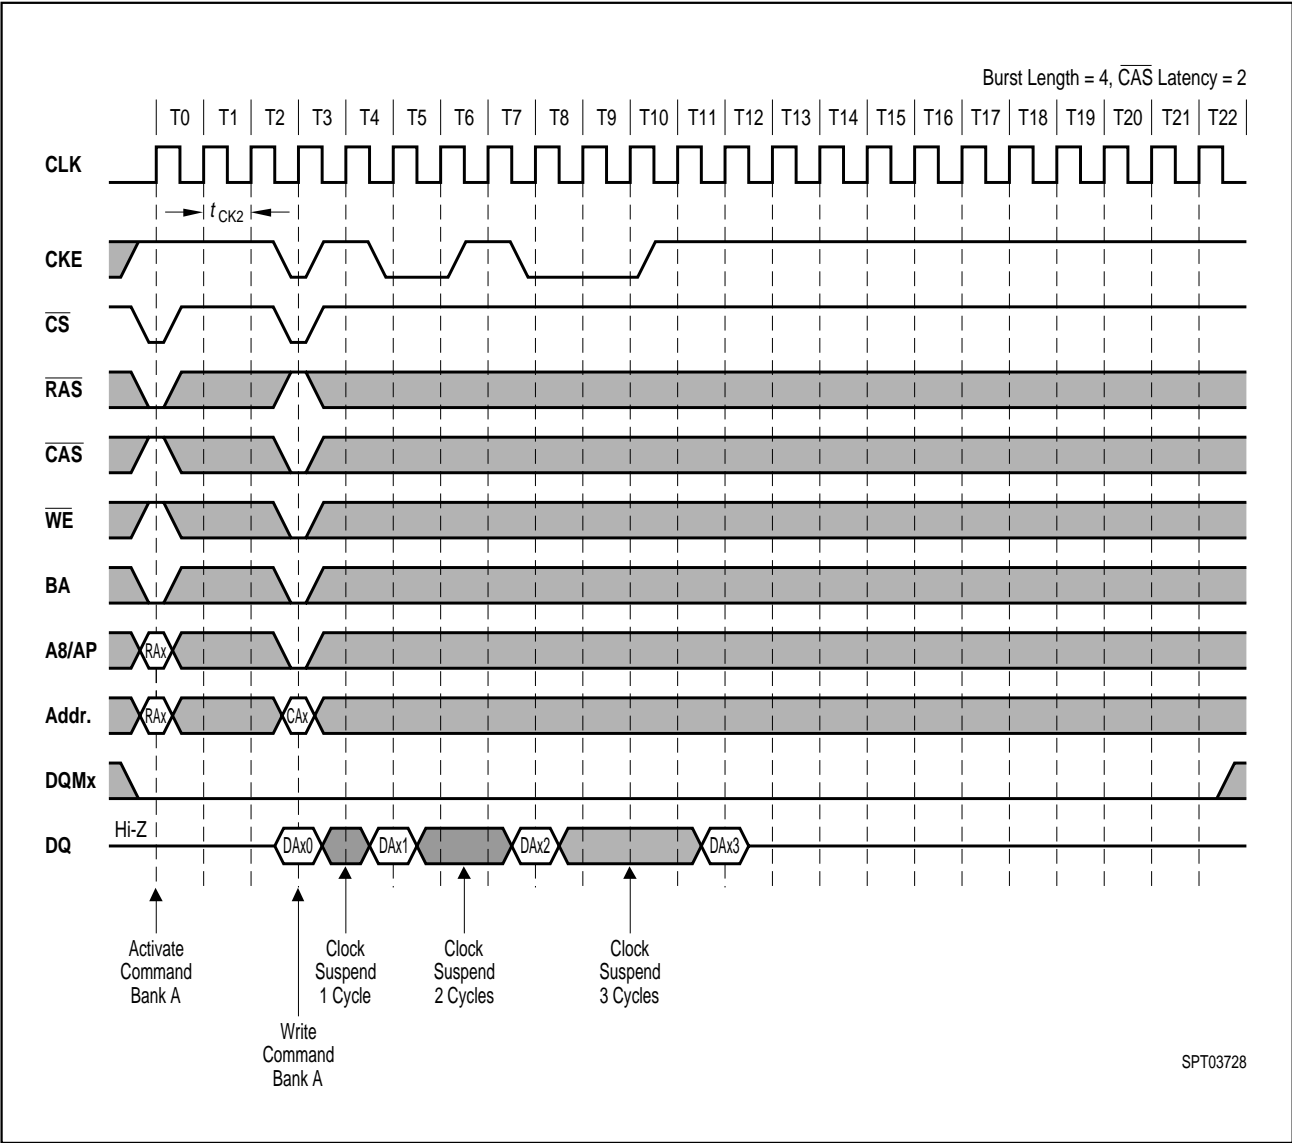 Burst Length = 4, CAS Latency = 2
T0 T1 T2 T3 T4 T5 T6 T7 T8 T9 T10 T11 T12 T13 T14 T15 T16 T17 T18 T19 T20 T21 T22
CLK
t CK2
CKE
CS
RAS
CAS
WE
BA
A8/AP RAx
Addr. RAx CAx
DQMx
Hi-Z
DQ DAx0 DAx1 DAx2 DAx3
Activate
Command
Bank A
Clock
Suspend
1 Cycle
Clock
Suspend
2 Cycles
Clock
Suspend
3 Cycles
Write
Command
Bank A
SPT03728